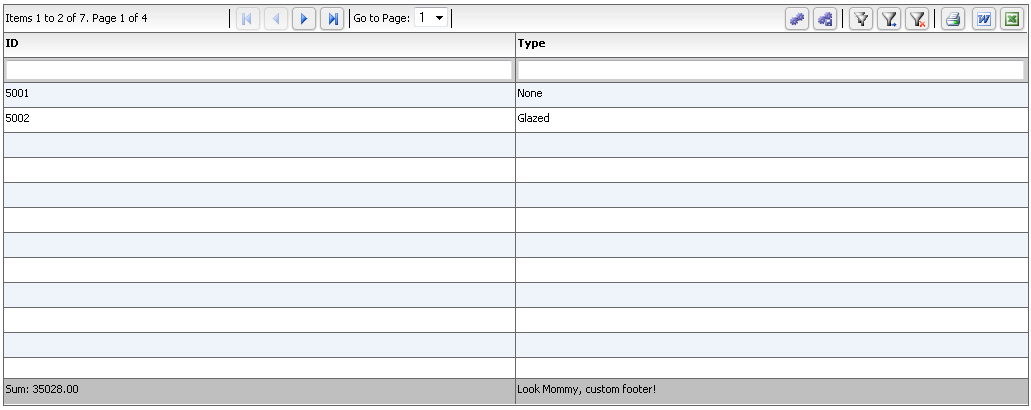 Items 1 to 2 of 7. Page 1 of 4 Go to Page: 1
ID Type
5001 None
5002 Glazed
Sum: 35028.00 Look Mommy, custom footer!